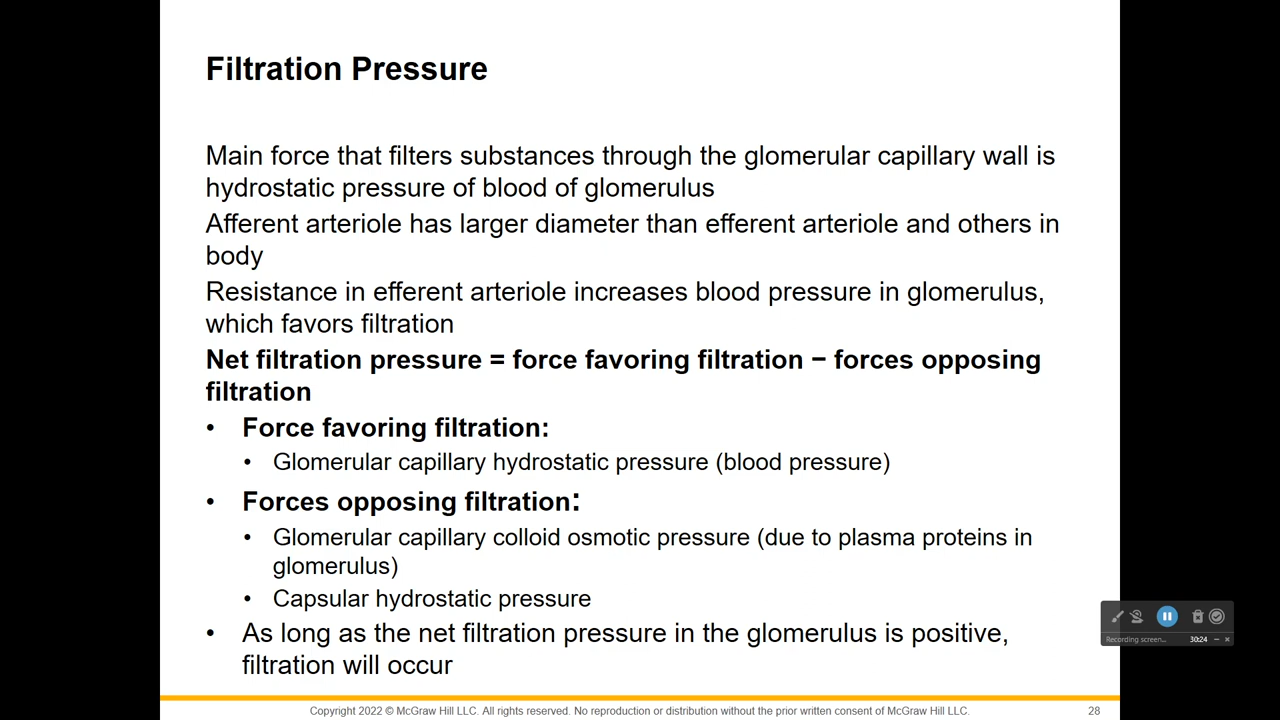 Filtration Pressure
Main force that filters substances through the glomerular capillary wall is
hydrostatic pressure of blood of glomerulus
Afferent arteriole has larger diameter than efferent arteriole and others in
body
Resistance in efferent arteriole increases blood pressure in glomerulus,
which favors filtration
Net filtration pressure = force favoring filtration − forces opposing
filtration
• Force favoring filtration:
• Glomerular capillary hydrostatic pressure (blood pressure)
• Forces opposing filtration:
• Glomerular capillary colloid osmotic pressure (due to plasma proteins in
glomerulus)
• Capsular hydrostatic pressure
• As long as the net filtration pressure in the glomerulus is positive,
filtration will occur
Recording screen... 30:24
Copyright 2022 © McGraw Hill LLC. All rights reserved. No reproduction or distribution without the prior written consent of McGraw Hill LLC. 28